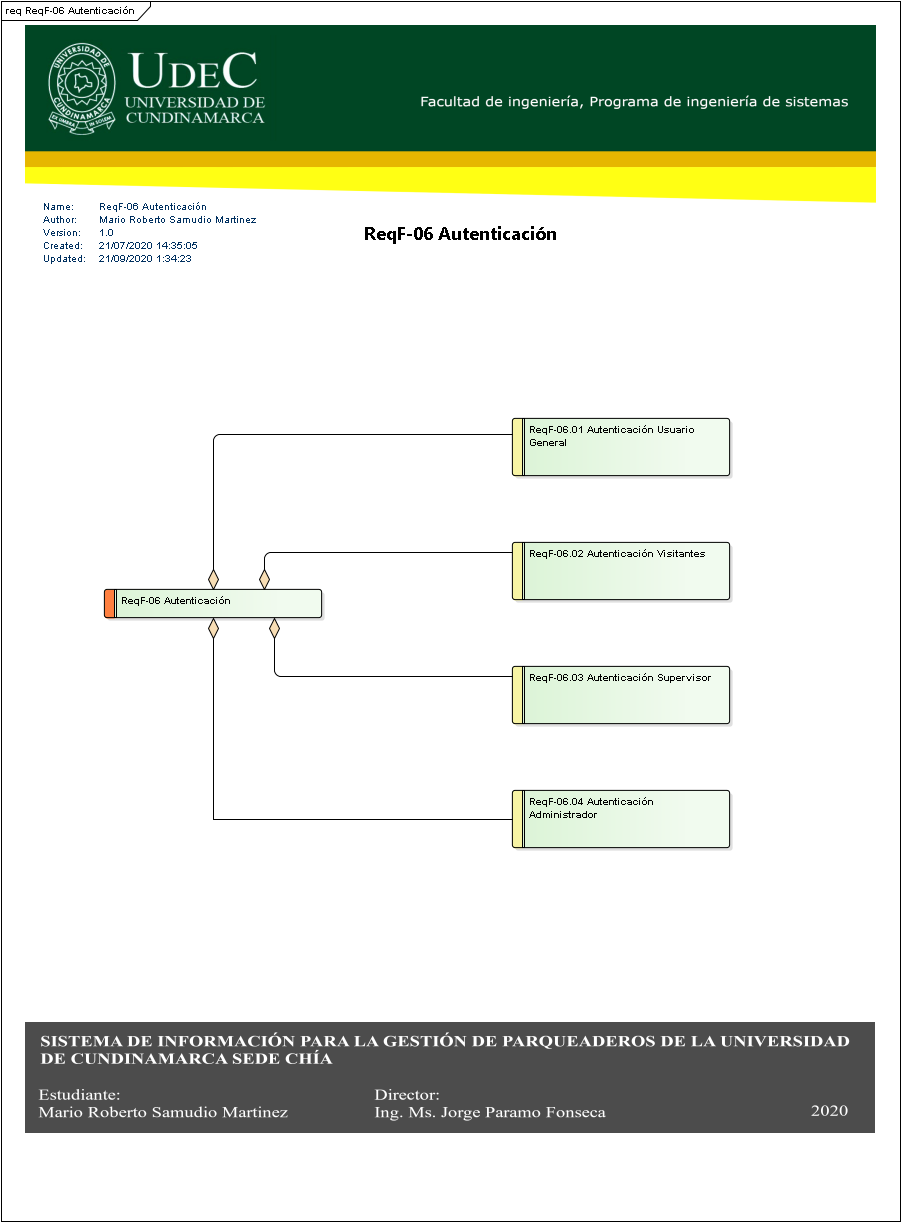 req ReqF-06 Autenticación
UNIVERSIDAD DE CUNDINAMARCA
UDEC
UNIVERSIDAD DE
CUNDINAMARCA
Facultad de ingeniería, Programa de ingeniería de sistemas
Name: ReqF-06 Autenticación
Author: Mario Roberto Samudio Martinez
Version: 1.0
Created: 21/07/2020 14:35:05
Updated: 21/09/2020 1:34:23
ReqF-06 Autenticación
ReqF-06.01 Autenticación Usuario
General
ReqF-06.02 Autenticación Visitantes
ReqF-06 Autenticación
ReqF-06.03 Autenticación Supervisor
ReqF-06.04 Autenticación
Administrador
SISTEMA DE INFORMACIÓN PARA LA GESTIÓN DE PARQUEADEROS DE LA UNIVERSIDAD
DE CUNDINAMARCA SEDE CHÍA
Estudiante: Director:
Mario Roberto Samudio Martinez Ing. Ms. Jorge Paramo Fonseca 2020